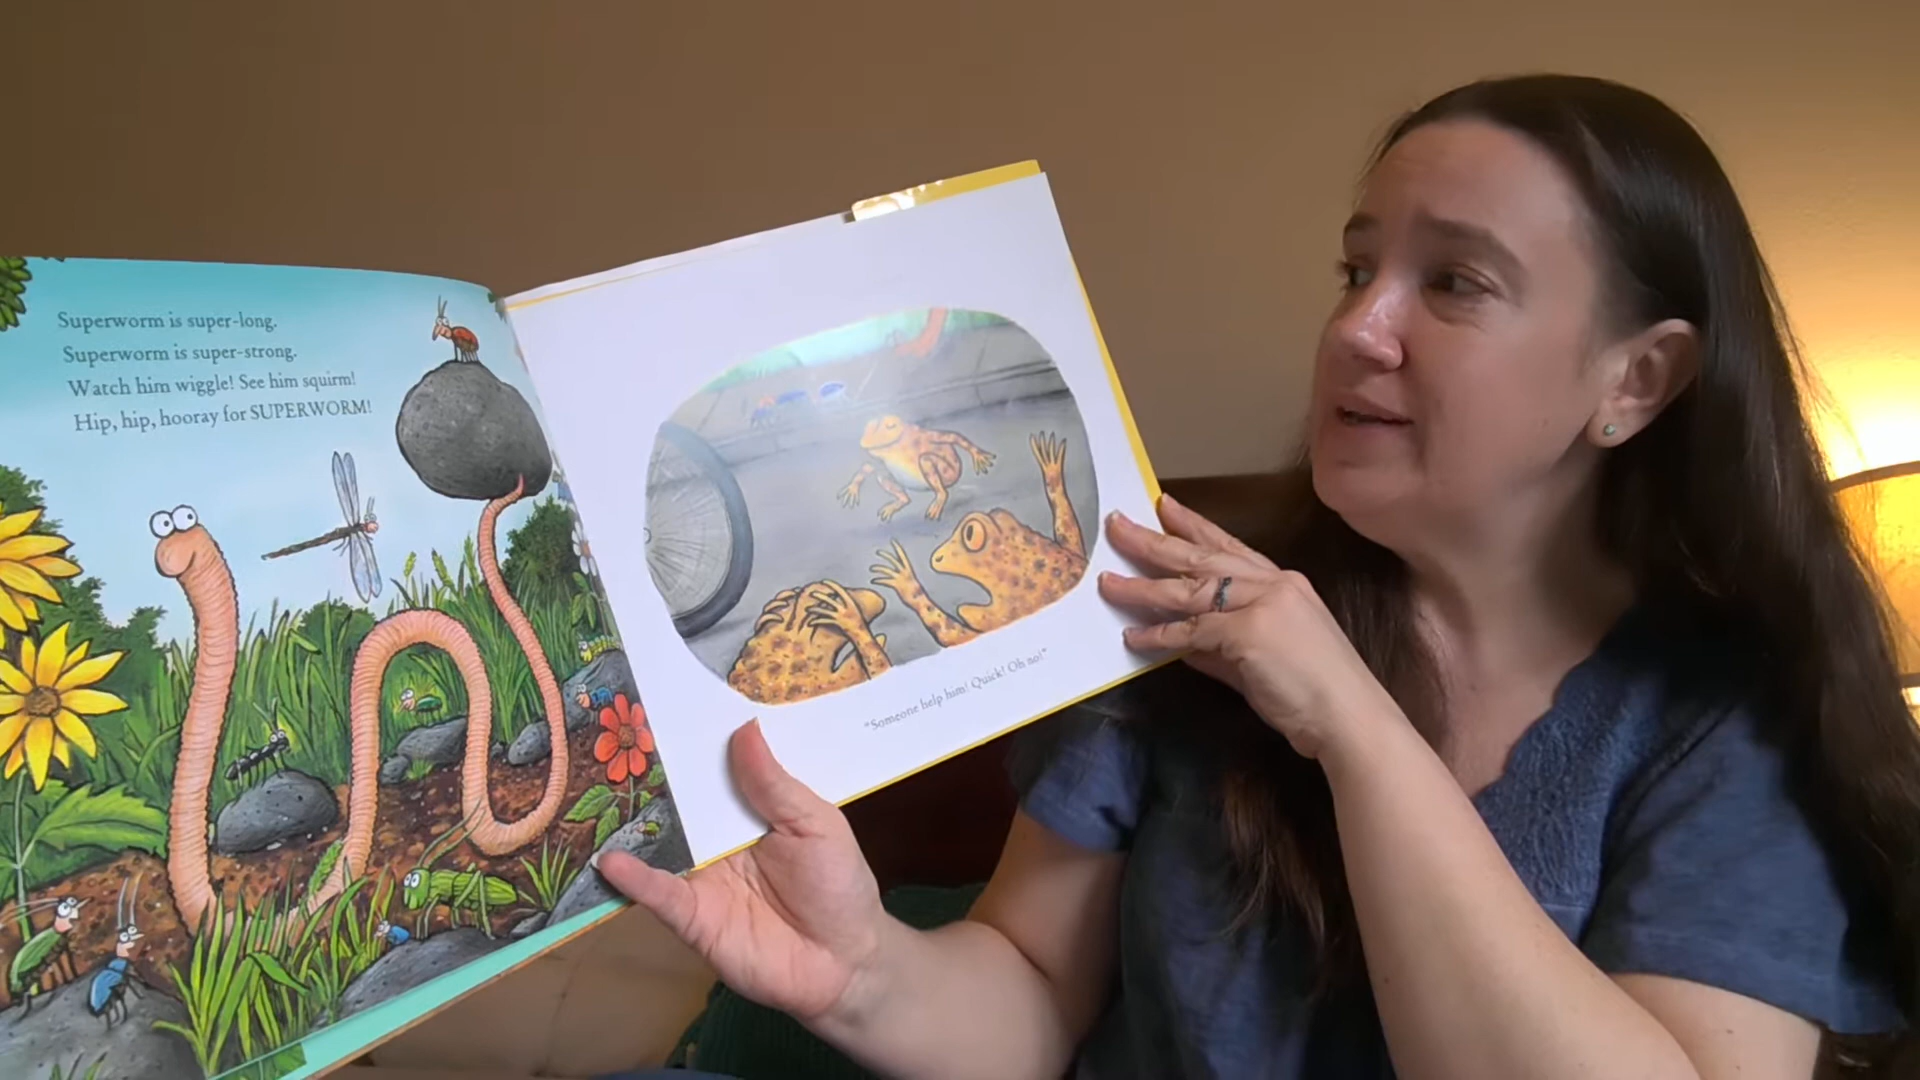 Superworm is super-long.
Superworm is super-strong.
Watch him wiggle! See him squirm!
Hip, hip, hooray for SUPERWORM!
"Someone help him! Quick! Oh no!"